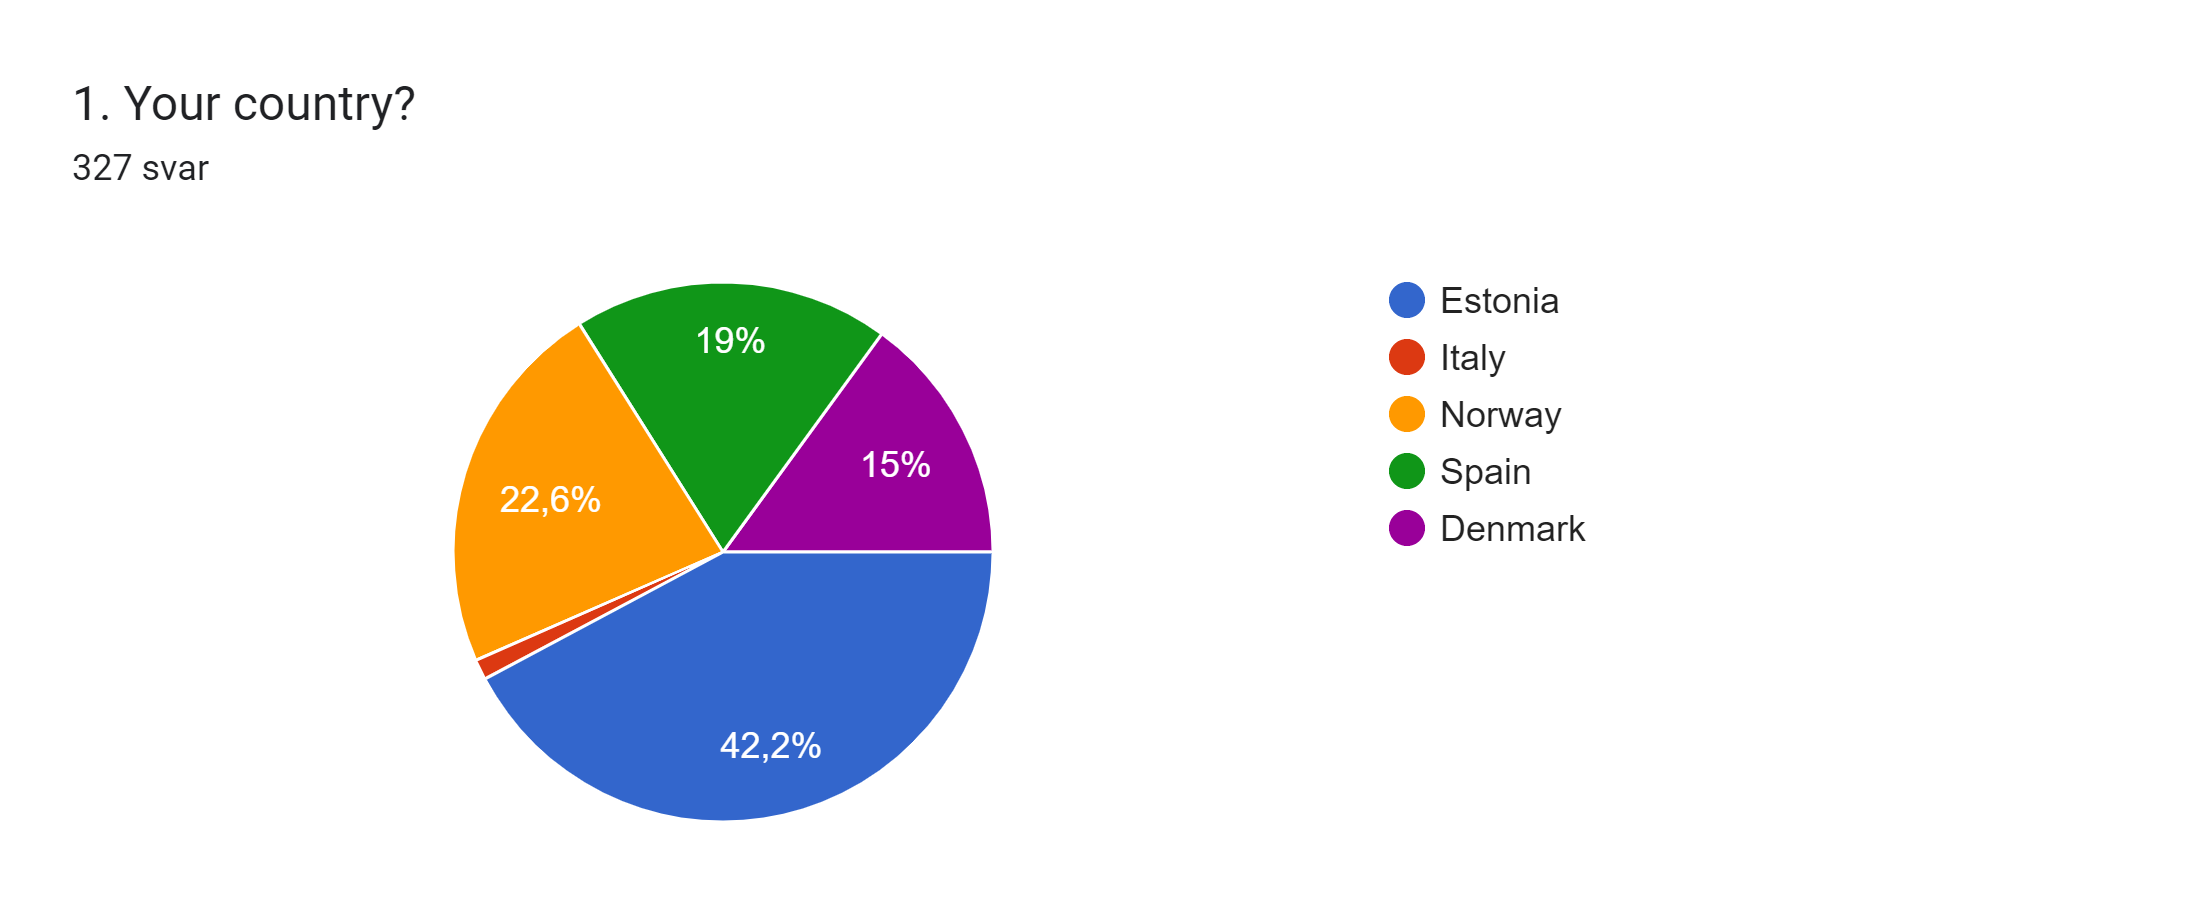 1. Your country?
327 svar
19%
15%
22,6%
42,2%
Estonia
Italy
Norway
Spain
Denmark